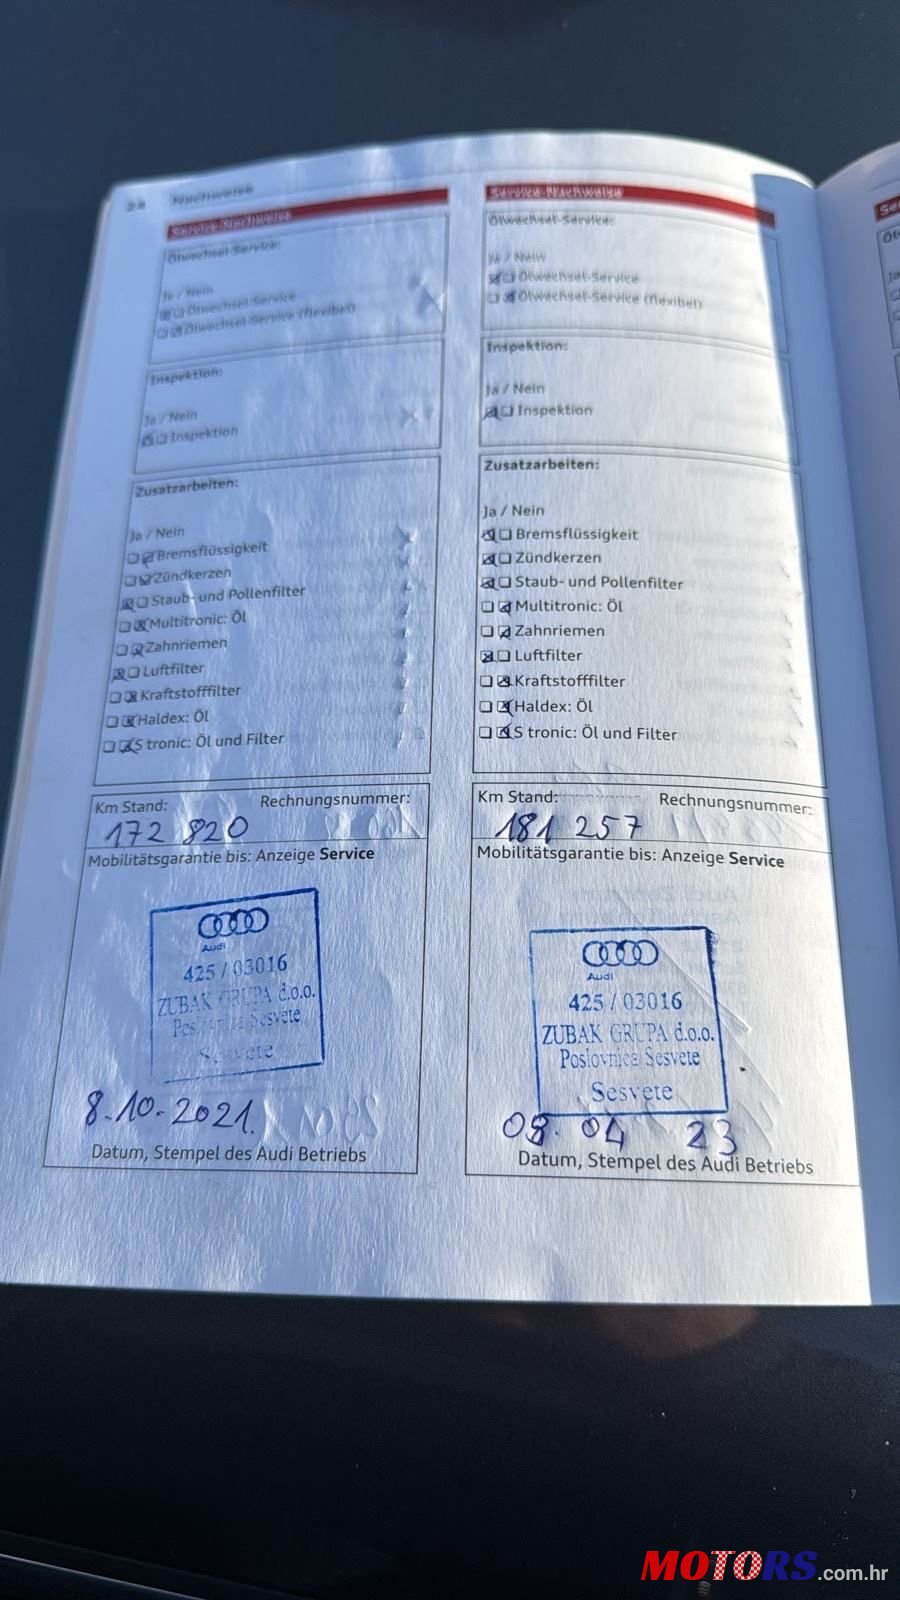 Nachweise
Service-Nachweise
Ölwechsel-Service:
Ja / Nein
Ölwechsel-Service
Ölwechsel-Service (flexibel)
Inspektion:
Ja / Nein
Inspektion
Zusatzarbeiten:
Ja / Nein
Bremsflüssigkeit
Zündkerzen
Staub- und Pollenfilter
Multitronic: Öl
Zahnriemen
Luftfilter
Kraftstofffilter
Haldex: Öl
S tronic: Öl und Filter
Km Stand: Rechnungsnummer:
172 820
Mobilitätsgarantie bis: Anzeige Service
Audi
425 / 03016
ZUBAK GRUPA d.o.o.
Poslovnica Sesvete
Sesvete
8.10.2021.
Datum, Stempel des Audi Betriebs
Service-Nachweise
Ölwechsel-Service:
Ja / Nein
Ölwechsel-Service
Ölwechsel-Service (flexibel)
Inspektion:
Ja / Nein
Inspektion
Zusatzarbeiten:
Ja / Nein
Bremsflüssigkeit
Zündkerzen
Staub- und Pollenfilter
Multitronic: Öl
Zahnriemen
Luftfilter
Kraftstofffilter
Haldex: Öl
S tronic: Öl und Filter
Km Stand: Rechnungsnummer:
181 257
Mobilitätsgarantie bis: Anzeige Service
Audi
425 / 03016
ZUBAK GRUPA d.o.o.
Poslovnica Sesvete
Sesvete
08. 04 23
Datum, Stempel des Audi Betriebs
MOTORS.com.hr